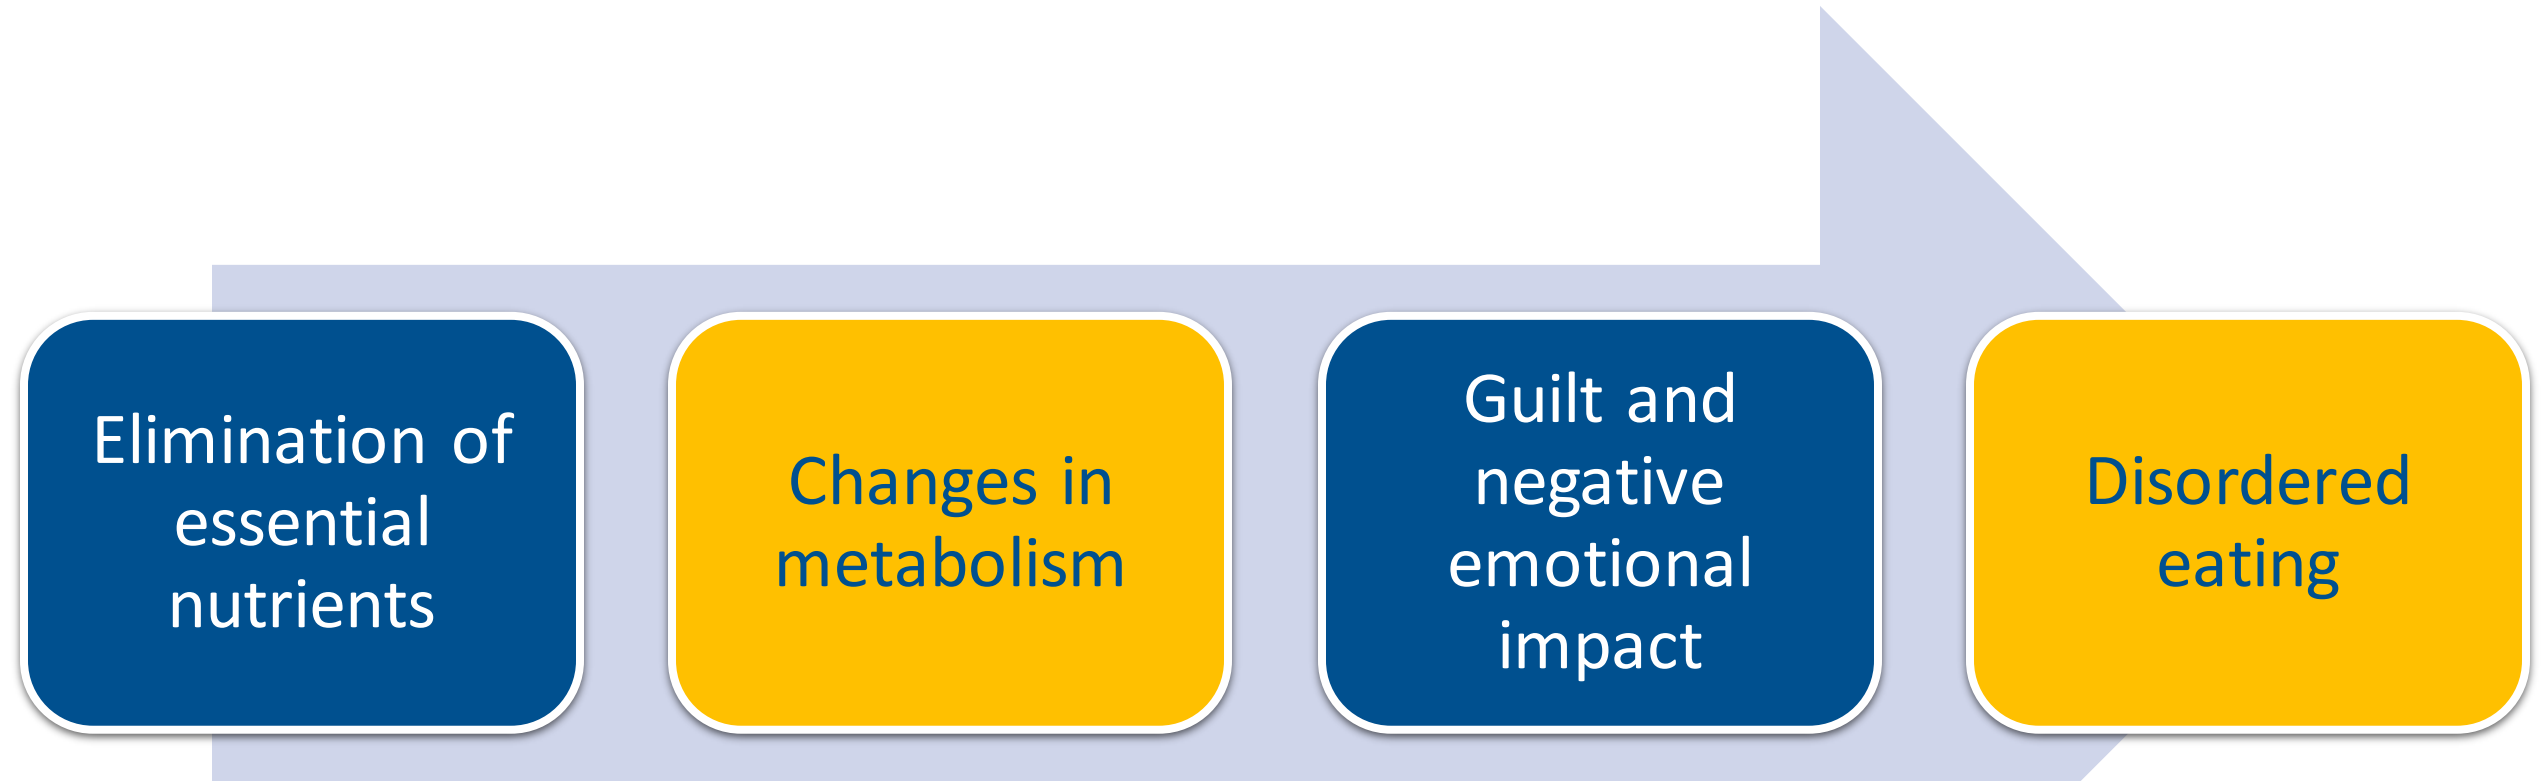 Elimination of
essential
nutrients
Changes in
metabolism
Guilt and
negative
emotional
impact
Disordered
eating